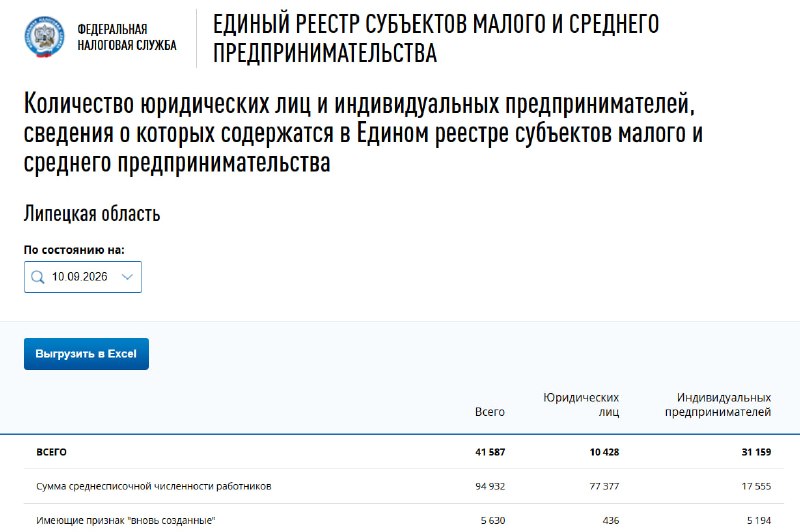 ФЕДЕРАЛЬНАЯ
НАЛОГОВАЯ СЛУЖБА
ЕДИНЫЙ РЕЕСТР СУБЪЕКТОВ МАЛОГО И СРЕДНЕГО
ПРЕДПРИНИМАТЕЛЬСТВА
Количество юридических лиц и индивидуальных предпринимателей,
сведения о которых содержатся в Едином реестре субъектов малого и
среднего предпринимательства
Липецкая область
По состоянию на:
10.09.2026
Выгрузить в Excel
Всего Юридических лиц Индивидуальных предпринимателей
ВСЕГО 41 587 10 428 31 159
Сумма среднесписочной численности работников 94 932 77 377 17 555
Имеющие признак "вновь созданные" 5 630 436 5 194